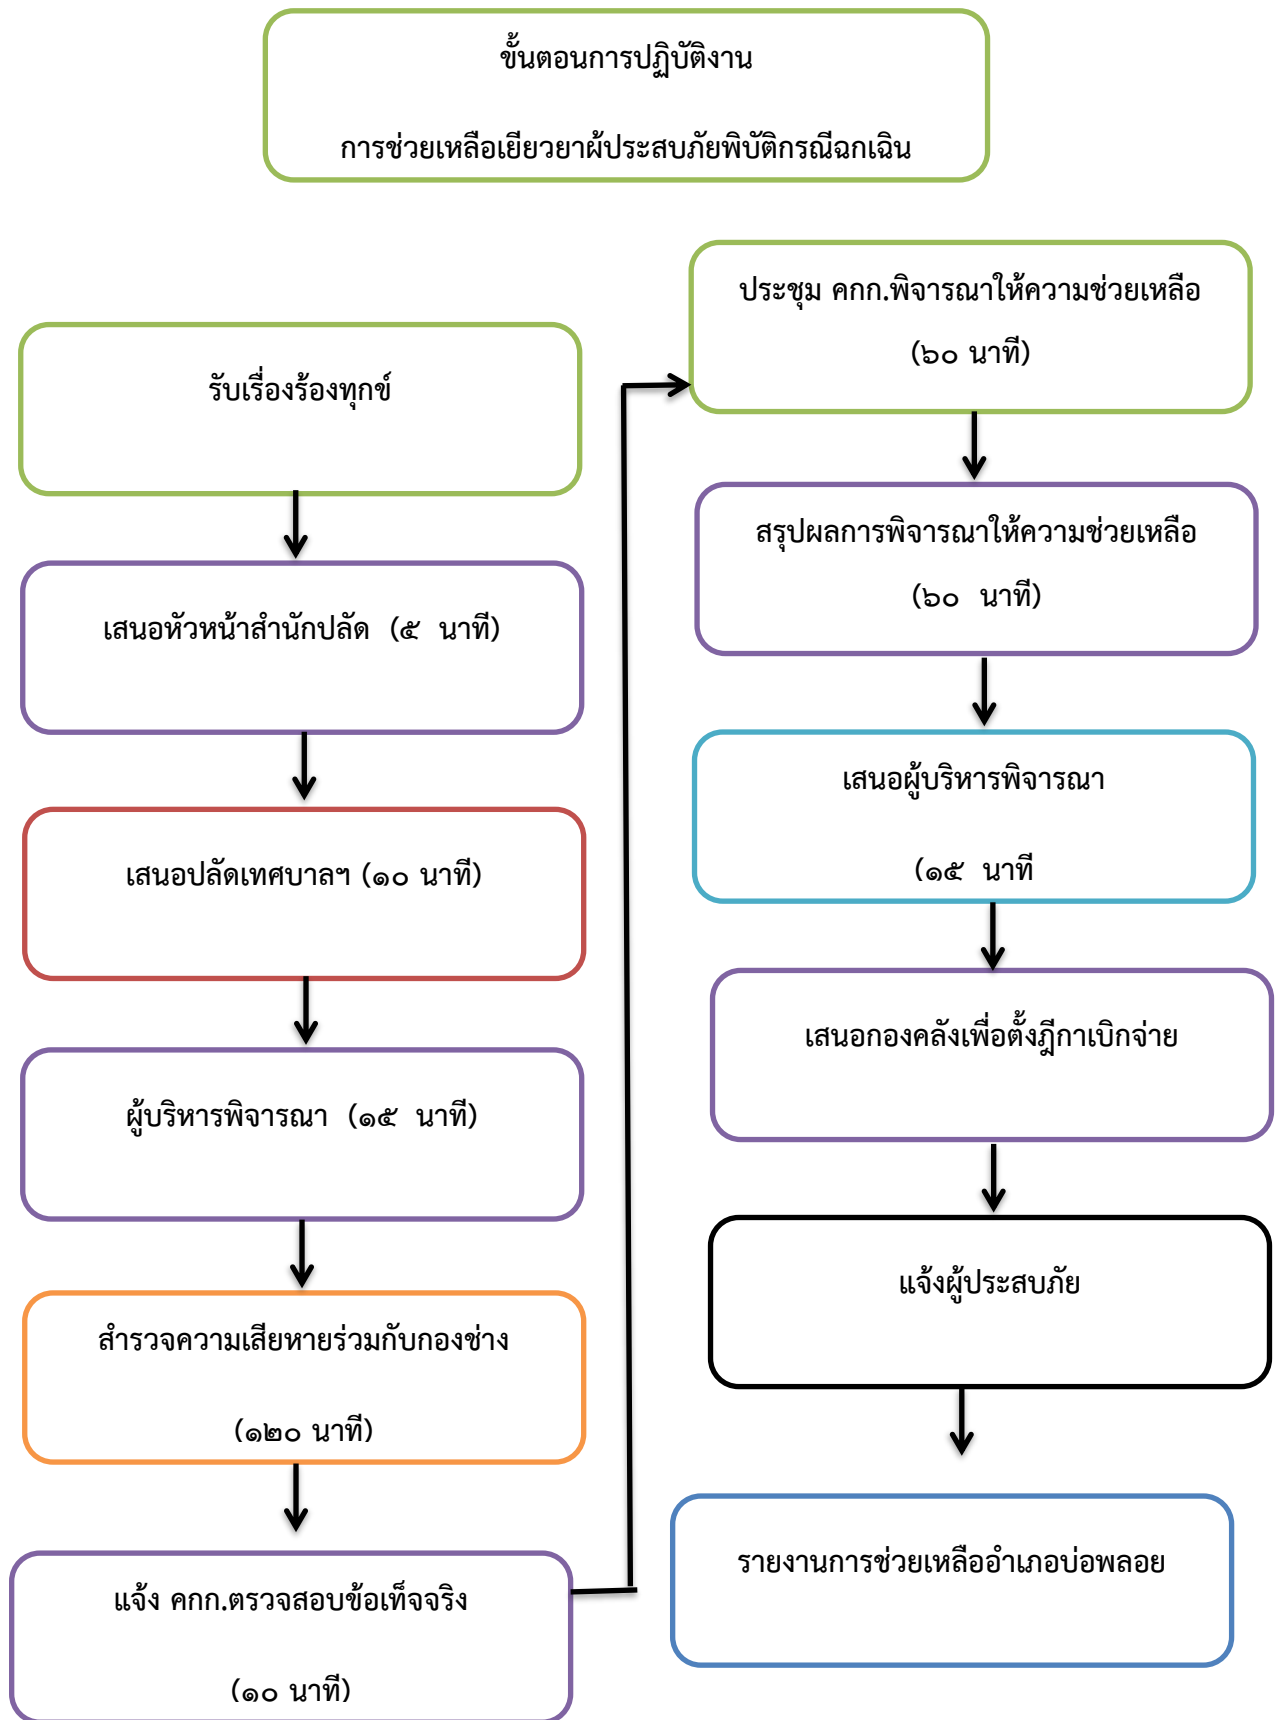 ขั้นตอนการปฏิบัติงาน
การช่วยเหลือเยียวยาผ้ประสบภัยพิบัติกรณีฉกเฉิน
รับเรื่องร้องทุกข์
เสนอหัวหน้าสำนักปลัด (๕ นาที)
เสนอปลัดเทศบาลฯ (๑๐ นาที)
ผู้บริหารพิจารณา (๑๕ นาที)
สำรวจความเสียหายร่วมกับกองช่าง
(๑๒๐ นาที)
แจ้ง คกก.ตรวจสอบข้อเท็จจริง
(๑๐ นาที)
ประชุม คกก.พิจารณาให้ความช่วยเหลือ
(๖๐ นาที)
สรุปผลการพิจารณาให้ความช่วยเหลือ
(๖๐ นาที)
เสนอผู้บริหารพิจารณา
(๑๕ นาที
เสนอกองคลังเพื่อตั้งฎีกาเบิกจ่าย
แจ้งผู้ประสบภัย
รายงานการช่วยเหลืออำเภอบ่อพลอย